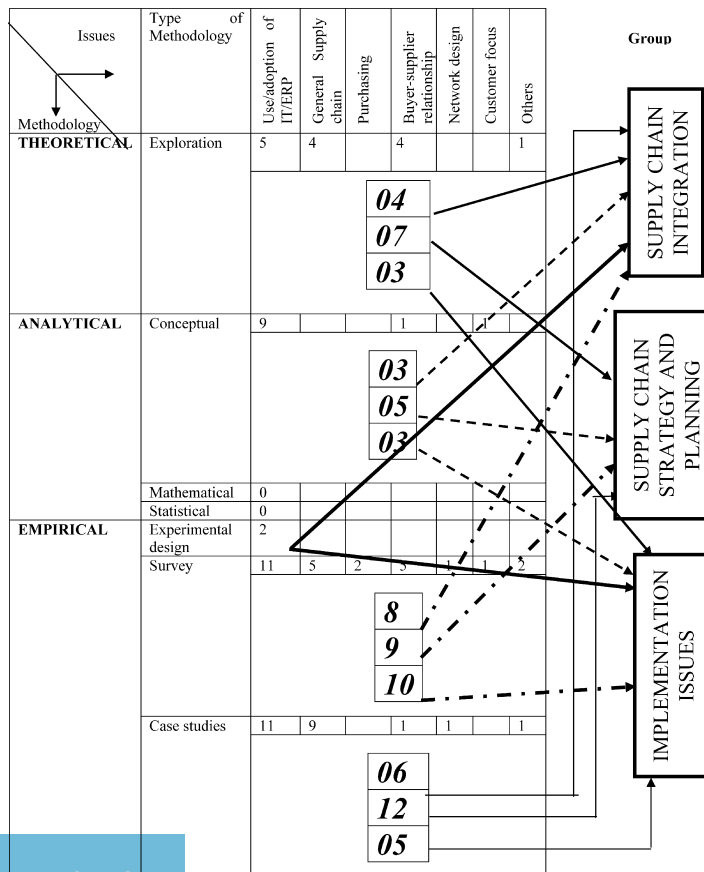 Issues
Methodology
Type of
Methodology
Use/adoption of
IT/ERP
General Supply
chain
Purchasing
Buyer-supplier
relationship
Network design
Customer focus
Others
Group
THEORETICAL Exploration 5 4 4 1
04
07
03
SUPPLY CHAIN
INTEGRATION
ANALYTICAL Conceptual 9 1 1
03
05
03
SUPPLY CHAIN
STRATEGY AND
PLANNING
Mathematical 0
Statistical 0
EMPIRICAL Experimental 2
design
Survey 11 5 2 5 1 1 2
8
9
10
IMPLEMENTATION
ISSUES
Case studies 11 9 1 1 1
06
12
05